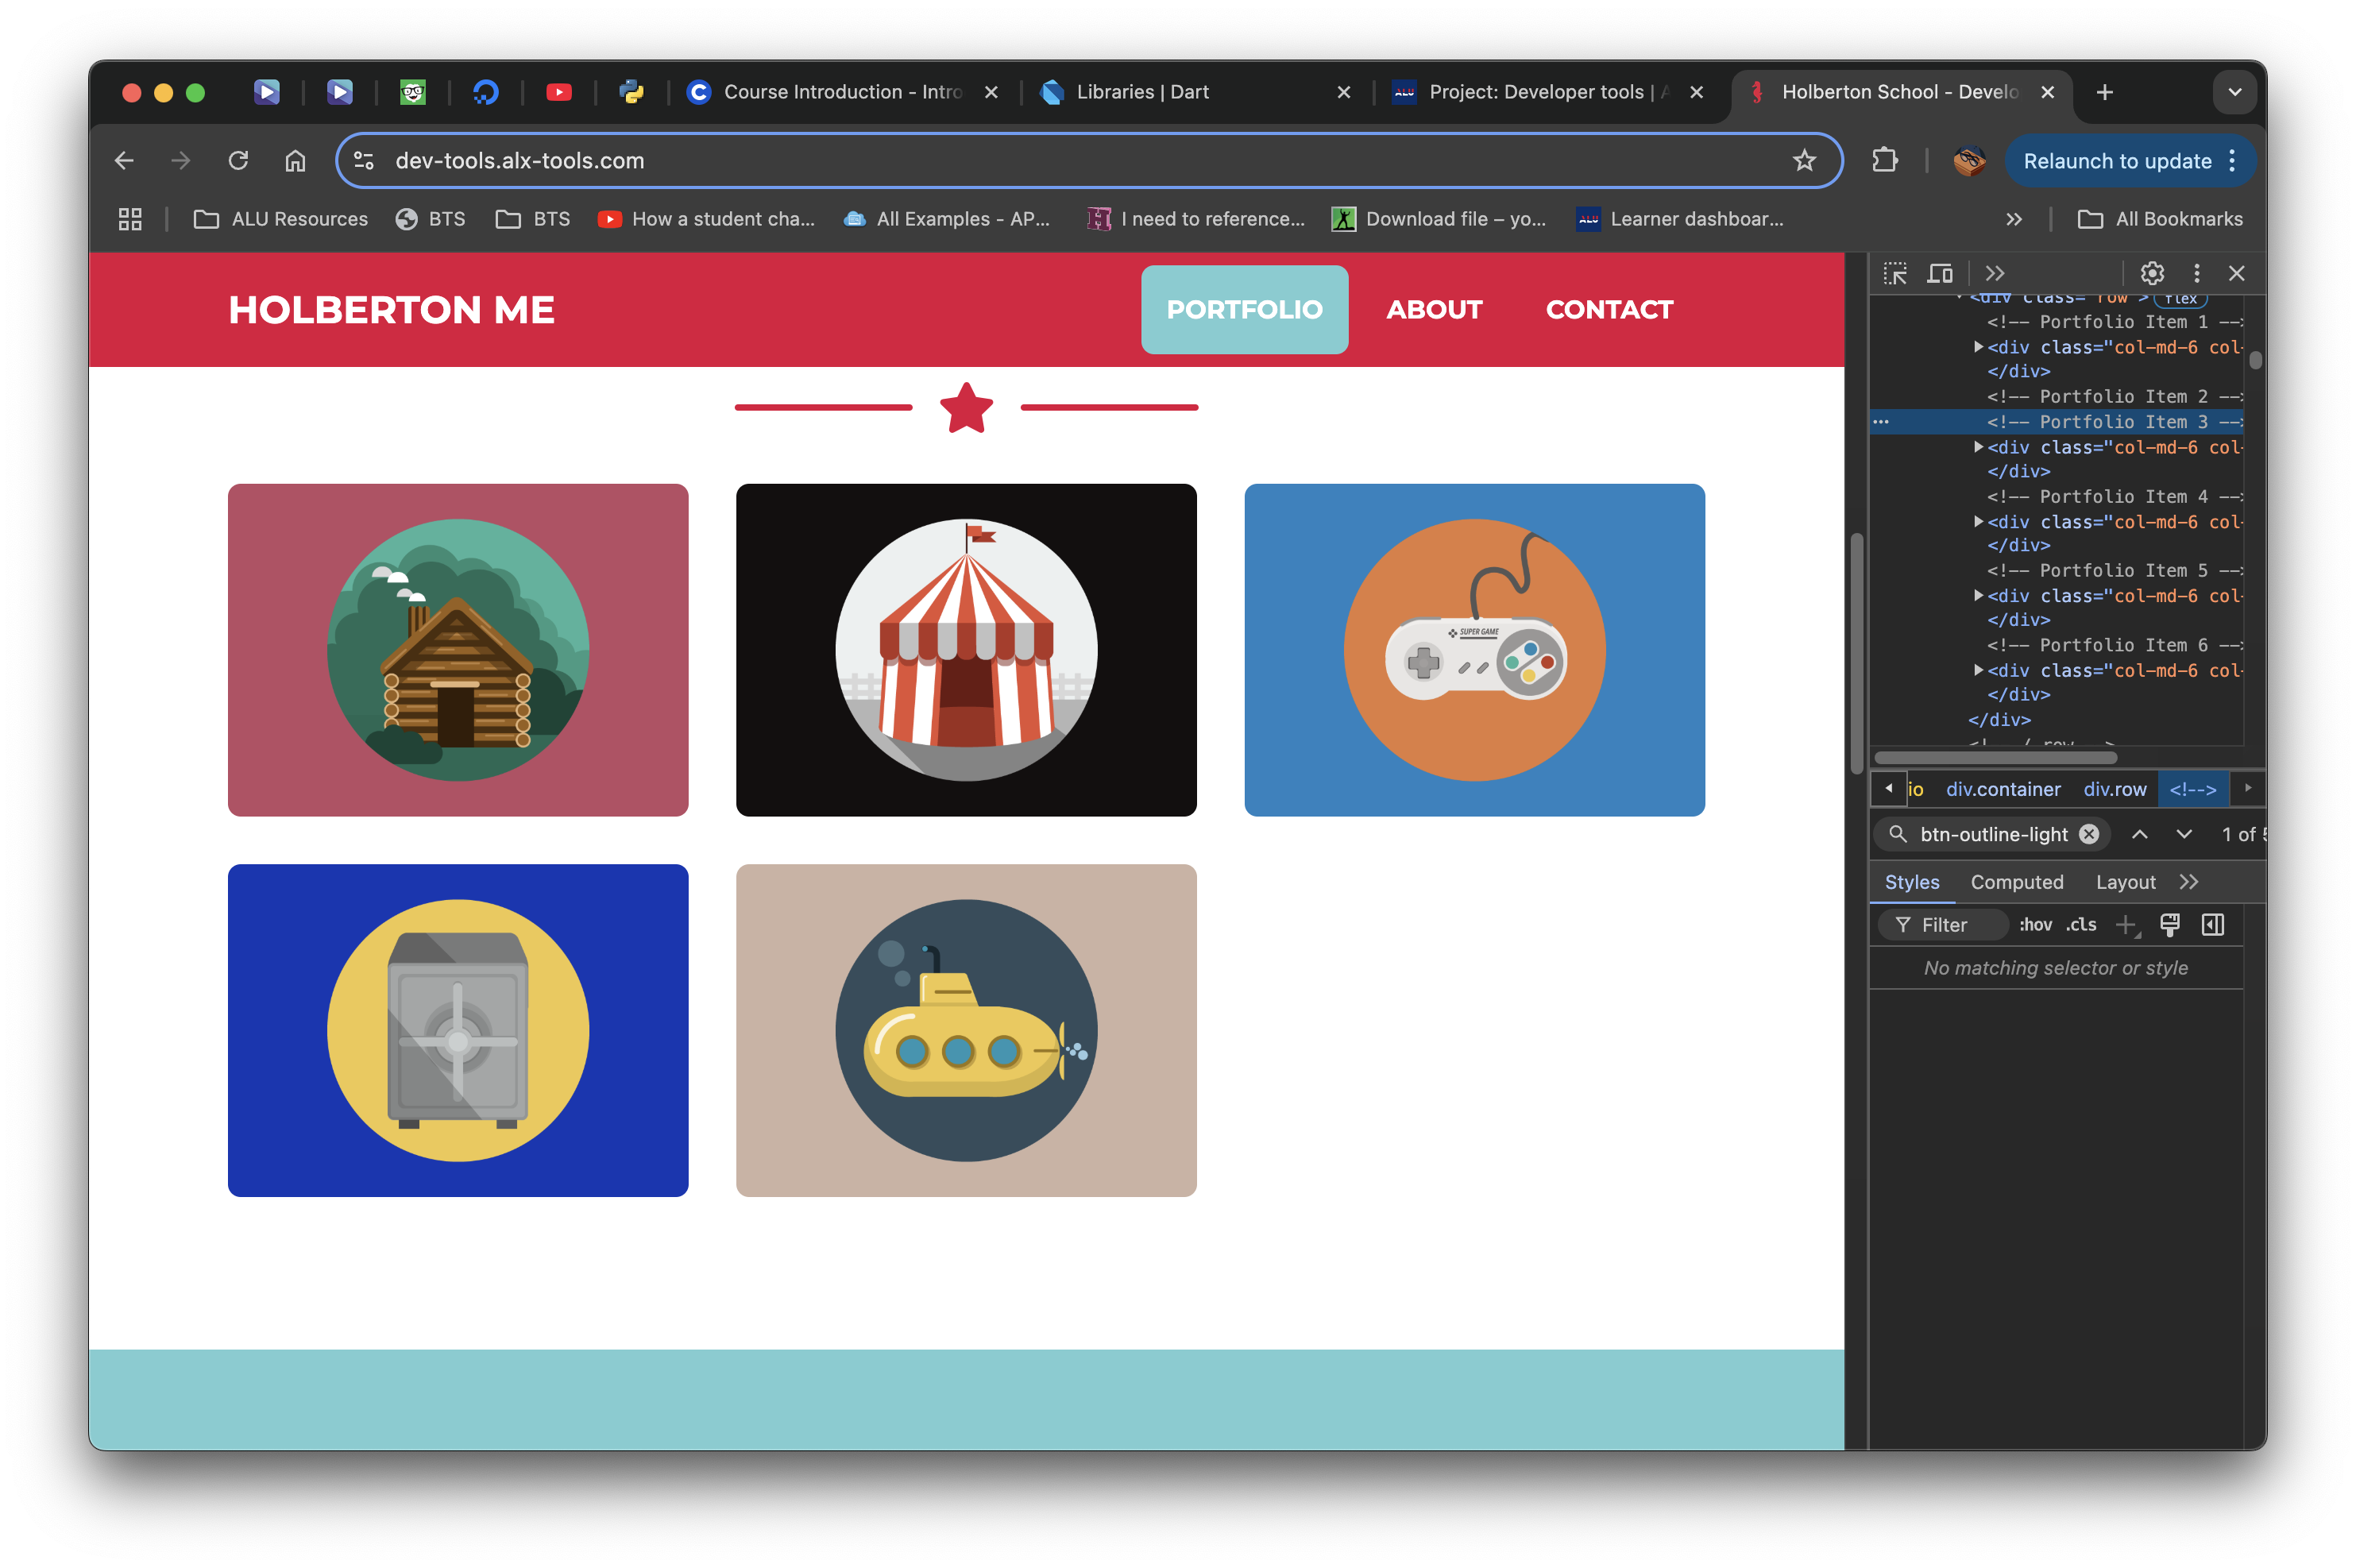 Course Introduction - Intro
Libraries | Dart
ALU
Project: Developer tools | A
Holberton School - Develo
dev-tools.alx-tools.com
Relaunch to update
ALU Resources
BTS
BTS
How a student cha...
All Examples - AP...
I need to reference...
Download file – yo...
ALU
Learner dashboar...
All Bookmarks
HOLBERTON ME
PORTFOLIO
ABOUT
CONTACT
SUPER GAME
<div class="row"> flex
<!-- Portfolio Item 1 -->
<div class="col-md-6 col-
</div>
<!-- Portfolio Item 2 -->
<!-- Portfolio Item 3 -->
<div class="col-md-6 col-
</div>
<!-- Portfolio Item 4 -->
<div class="col-md-6 col-
</div>
<!-- Portfolio Item 5 -->
<div class="col-md-6 col-
</div>
<!-- Portfolio Item 6 -->
<div class="col-md-6 col-
</div>
</div>
io div.container div.row <!-->
btn-outline-light
1 of 5
Styles
Computed
Layout
Filter
:hov .cls
No matching selector or style